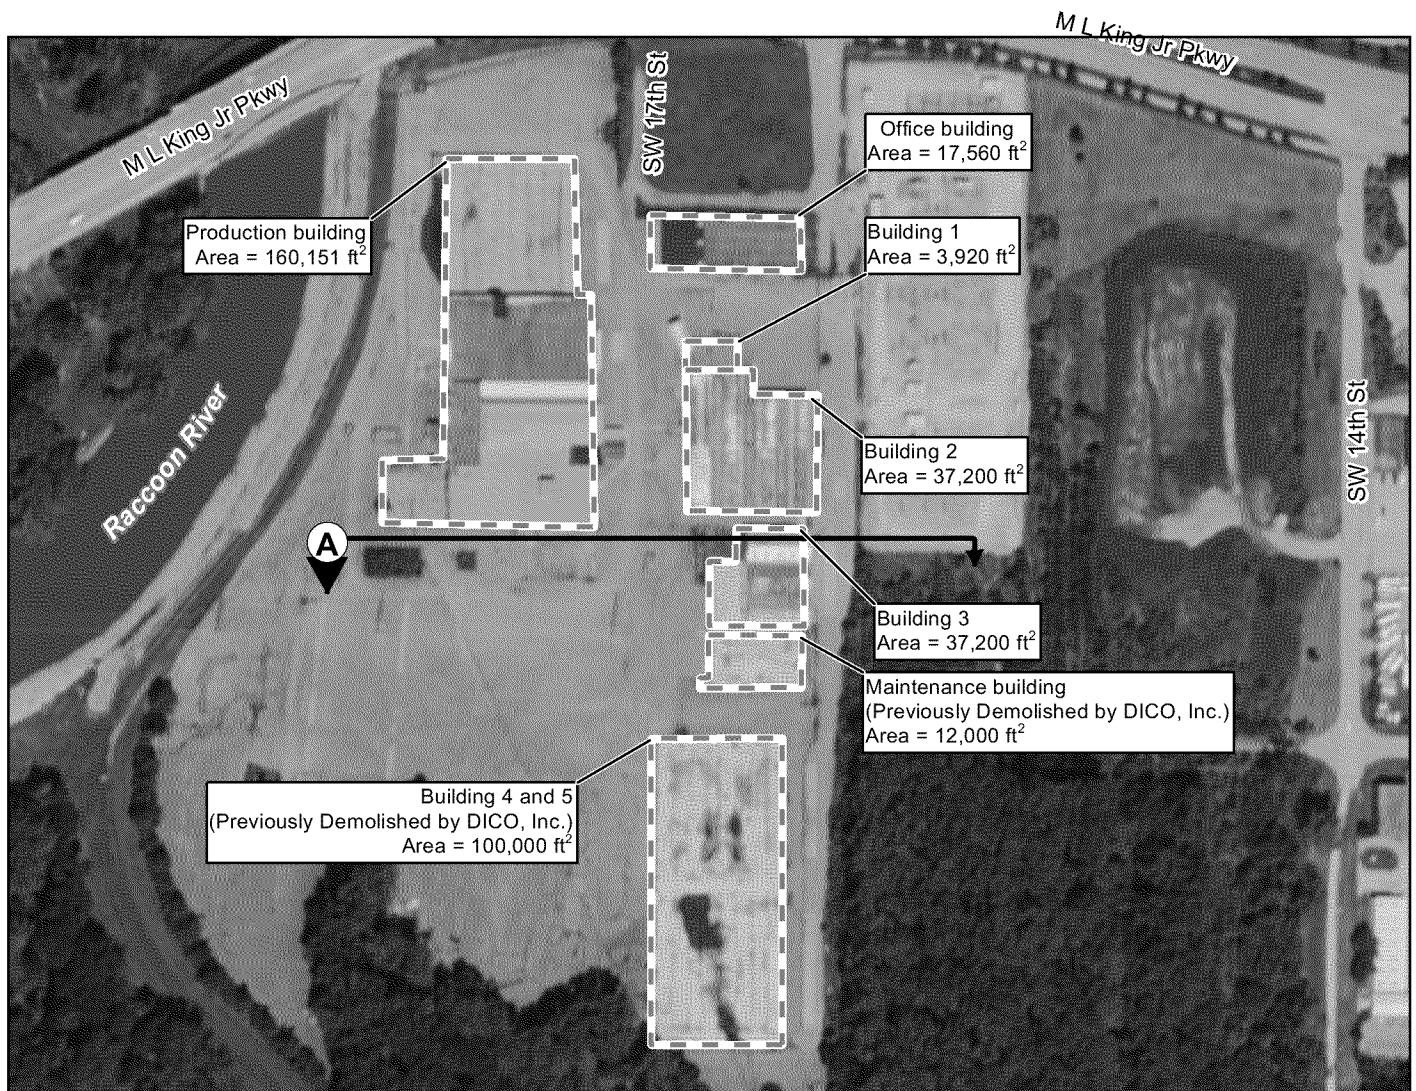 M L King Jr Pkwy
M L King Jr Pkwy
SW 17th St
Office building
Area = 17,560 ft²
Production building
Area = 160,151 ft²
Building 1
Area = 3,920 ft²
Raccoon River
SW 14th St
Building 2
Area = 37,200 ft²
A
Building 3
Area = 37,200 ft²
Maintenance building
(Previously Demolished by DICO, Inc.)
Area = 12,000 ft²
Building 4 and 5
(Previously Demolished by DICO, Inc.)
Area = 100,000 ft²